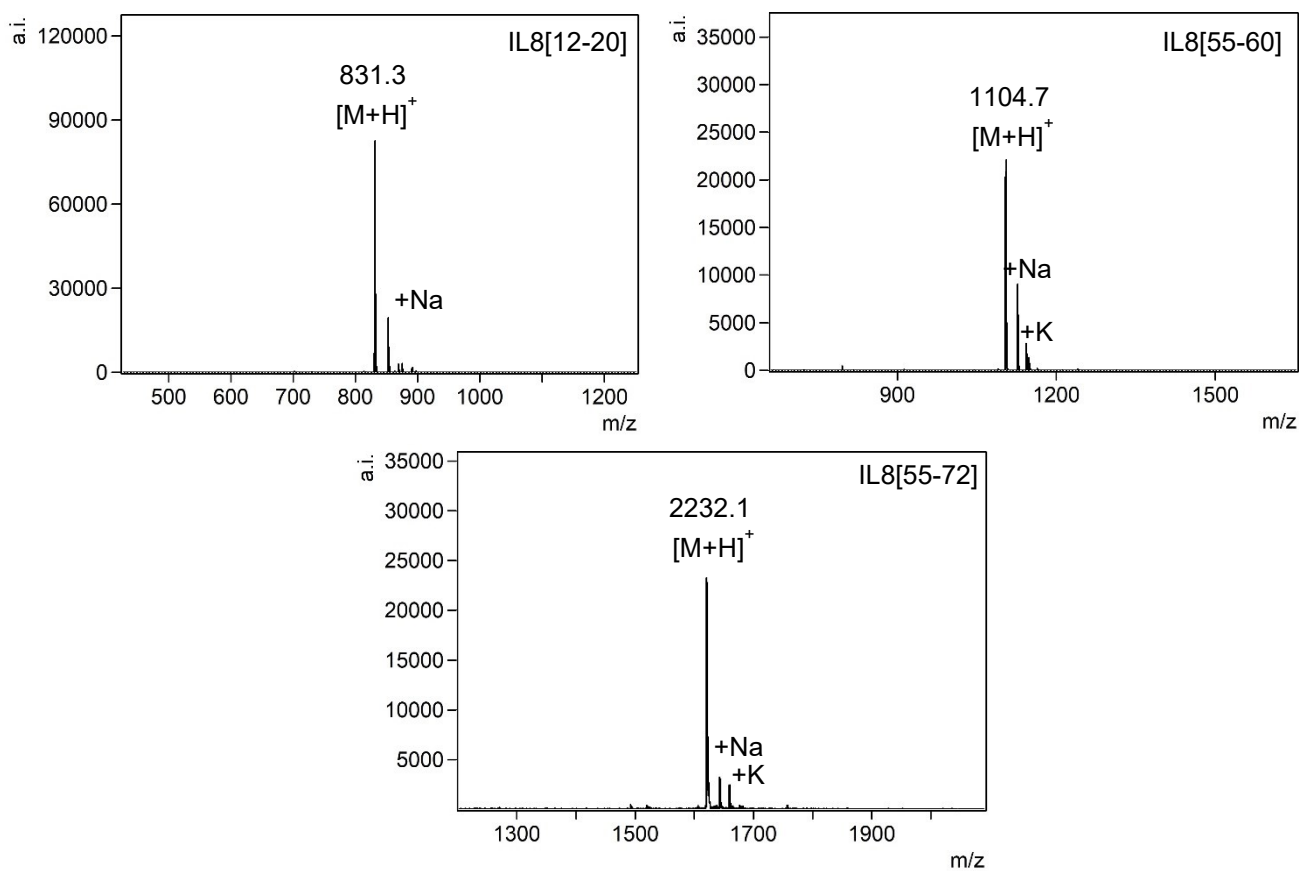 a.i.
120000
90000
60000
30000
0
IL8[12-20]
831.3
[M+H]+
+Na
500 600 700 800 900 1000 1200
m/z
a.i.
35000
30000
25000
20000
15000
10000
5000
0
IL8[55-60]
1104.7
[M+H]+
+Na
+K
900 1200 1500
m/z
a.i.
35000
30000
25000
20000
15000
10000
5000
IL8[55-72]
2232.1
[M+H]+
+Na
+K
1300 1500 1700 1900
m/z